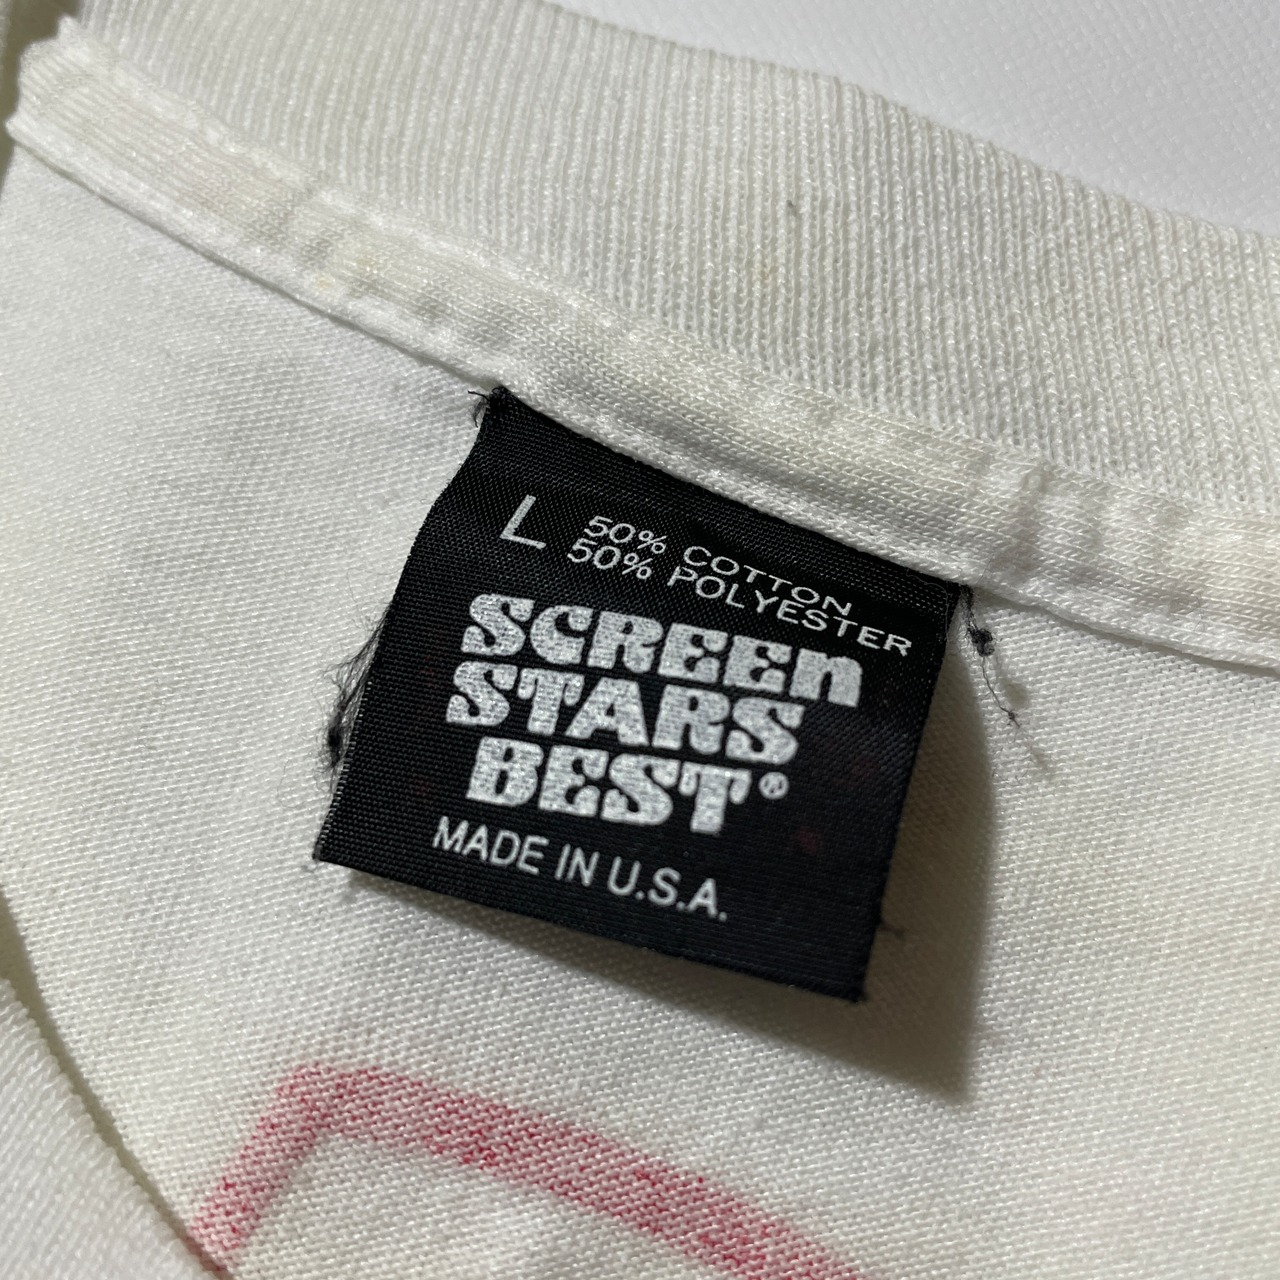 L 50% COTTON
50% POLYESTER
SCREEn
STARS
BEST®
MADE IN U.S.A.